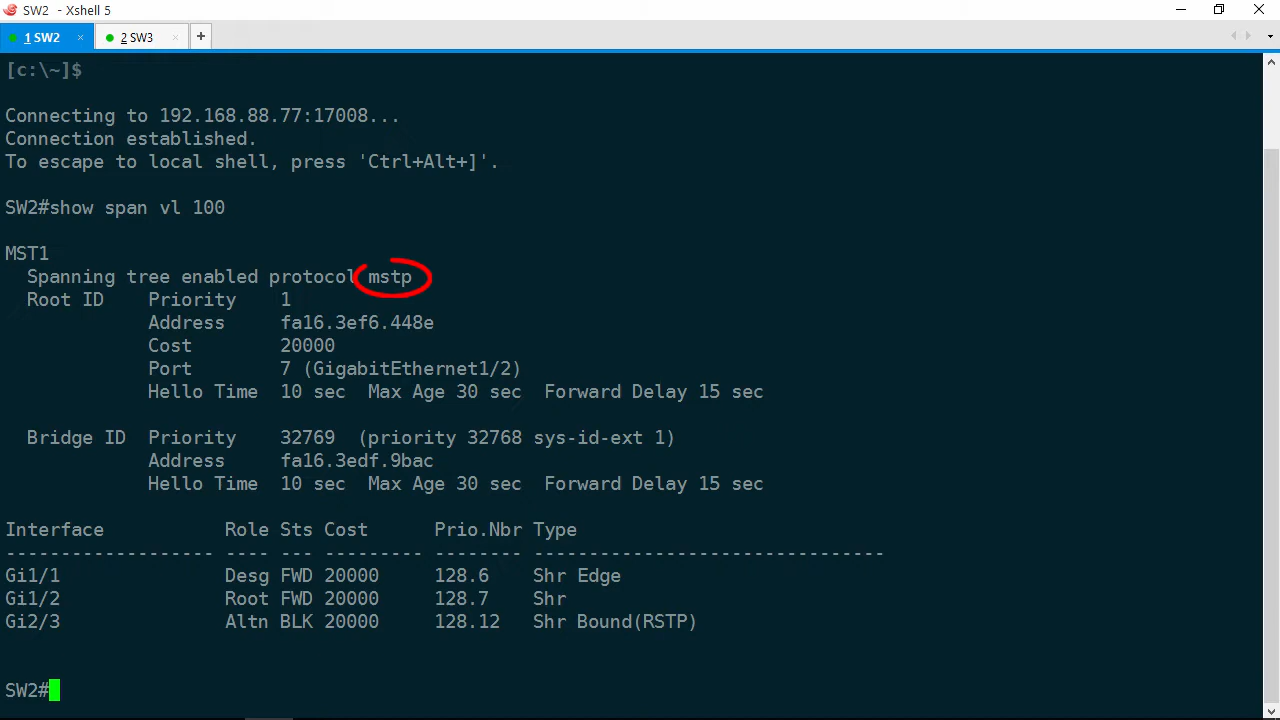 SW2 - Xshell 5
1 SW2 × 2 SW3 × +
[c:\~]$
Connecting to 192.168.88.77:17008...
Connection established.
To escape to local shell, press 'Ctrl+Alt+]'.
SW2#show span vl 100
MST1
  Spanning tree enabled protocol mstp
  Root ID    Priority    1
             Address     fa16.3ef6.448e
             Cost        20000
             Port        7 (GigabitEthernet1/2)
             Hello Time  10 sec  Max Age 30 sec  Forward Delay 15 sec
  Bridge ID  Priority    32769  (priority 32768 sys-id-ext 1)
             Address     fa16.3edf.9bac
             Hello Time  10 sec  Max Age 30 sec  Forward Delay 15 sec
Interface           Role Sts Cost      Prio.Nbr Type
------------------- ---- --- --------- -------- --------------------------------
Gi1/1               Desg FWD 20000     128.6    Shr Edge
Gi1/2               Root FWD 20000     128.7    Shr
Gi2/3               Altn BLK 20000     128.12   Shr Bound(RSTP)
SW2#